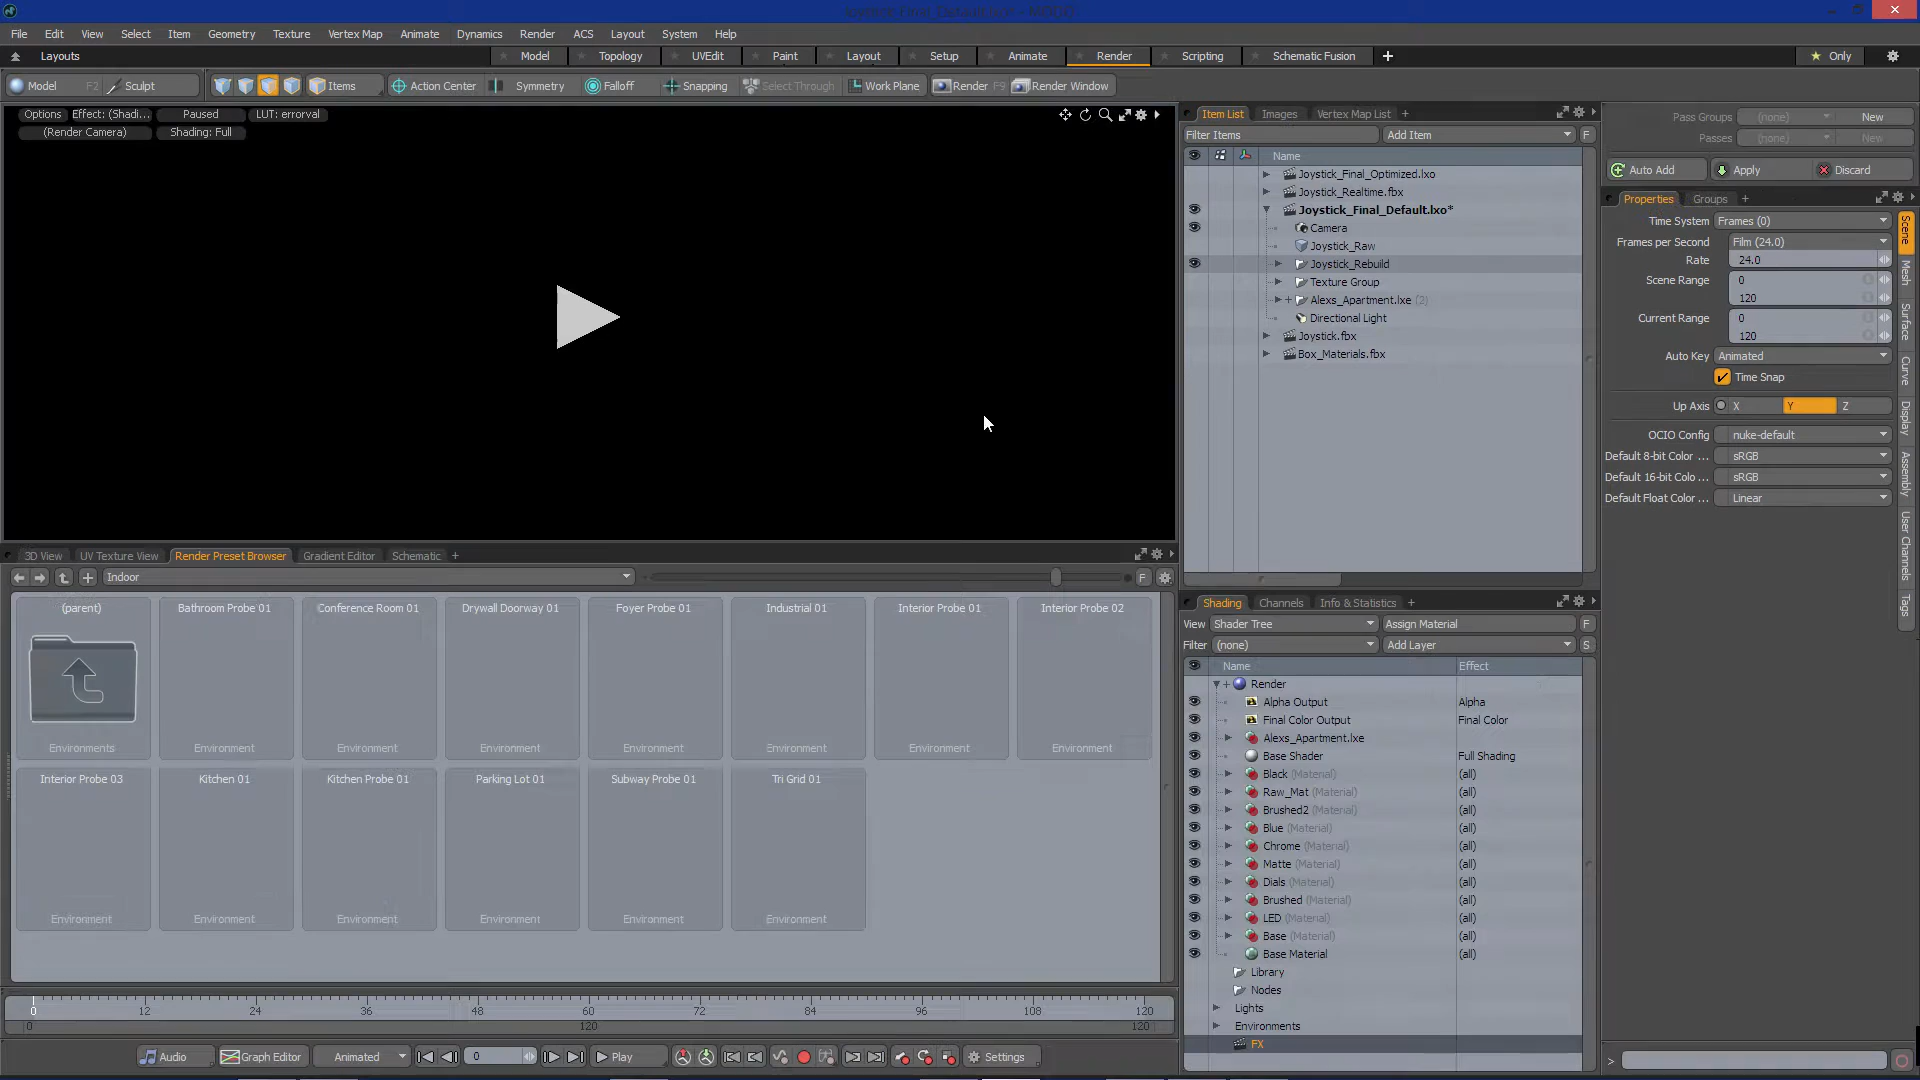 File Edit View Select Item Geometry Texture Vertex Map Animate Dynamics Render ACS Layout System Help
Layouts Model Topology UVEdit Paint Layout Setup Animate Render Scripting Schematic Fusion + Only
Model F2 Sculpt Items Action Center Symmetry Falloff Snapping Select Through Work Plane Render F9 Render Window
Options Effect: (Shadi... Paused LUT: errorval
(Render Camera) Shading: Full
Item List Images Vertex Map List +
Filter Items Add Item F
Name
Joystick_Final_Optimized.lxo
Joystick_Realtime.fbx
Joystick_Final_Default.lxo*
Camera
Joystick_Raw
Joystick_Rebuild
Texture Group
Alexs_Apartment.lxe (2)
Directional Light
Joystick.fbx
Box_Materials.fbx
Pass Groups (none) New
Passes (none) New
Auto Add Apply Discard
Properties Groups +
Time System Frames (0)
Frames per Second Film (24.0)
Rate 24.0
Scene Range 0
120
Current Range 0
120
Auto Key Animated
Time Snap
Up Axis X Y Z
OCIO Config nuke-default
Default 8-bit Color ... sRGB
Default 16-bit Colo ... sRGB
Default Float Color ... Linear
Scene
Mesh
Surface
Curve
Display
Assembly
User Channels
Tags
3D View UV Texture View Render Preset Browser Gradient Editor Schematic +
Indoor F
(parent) Bathroom Probe 01 Conference Room 01 Drywall Doorway 01 Foyer Probe 01 Industrial 01 Interior Probe 01 Interior Probe 02
Environments Environment Environment Environment Environment Environment Environment Environment
Interior Probe 03 Kitchen 01 Kitchen Probe 01 Parking Lot 01 Subway Probe 01 Tri Grid 01
Environment Environment Environment Environment Environment Environment
Shading Channels Info & Statistics +
View Shader Tree Assign Material F
Filter (none) Add Layer S
Name Effect
Render
Alpha Output Alpha
Final Color Output Final Color
Alexs_Apartment.lxe
Base Shader Full Shading
Black (Material) (all)
Raw_Mat (Material) (all)
Brushed2 (Material) (all)
Blue (Material) (all)
Chrome (Material) (all)
Matte (Material) (all)
Dials (Material) (all)
Brushed (Material) (all)
LED (Material) (all)
Base (Material) (all)
Base Material (all)
Library
Nodes
Lights
Environments
FX
0 12 24 36 48 60 72 84 96 108 120
0 120 120
Audio Graph Editor Animated 0 Play Settings
>